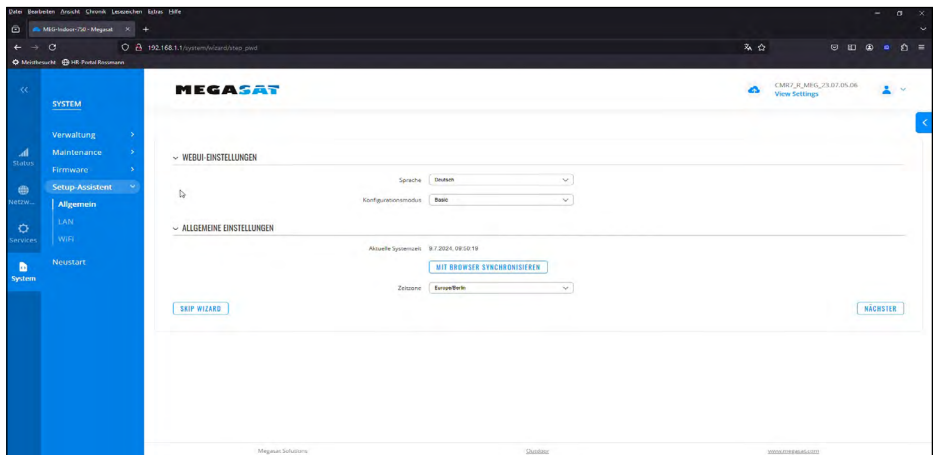 Datei Bearbeiten Ansicht Chronik Lesezeichen Extras Hilfe
MEG-Indoor-750 - Megasat
192.168.1.1/system/wizard/step_pwd
Meistbesucht HR-Portal Rossmann
MEGASAT
CMR7_R_MEG_23.07.05.06
View Settings
SYSTEM
Verwaltung
Maintenance
Firmware
Setup-Assistent
Allgemein
LAN
WiFi
Neustart
Status
Netzw...
Services
System
WEBUI-EINSTELLUNGEN
Sprache Deutsch
Konfigurationsmodus Basic
ALLGEMEINE EINSTELLUNGEN
Aktuelle Systemzeit 9.7.2024, 09:50:19
MIT BROWSER SYNCHRONISIEREN
Zeitzone Europe/Berlin
SKIP WIZARD
NÄCHSTER
Megasat Solutions
www.megasat.com